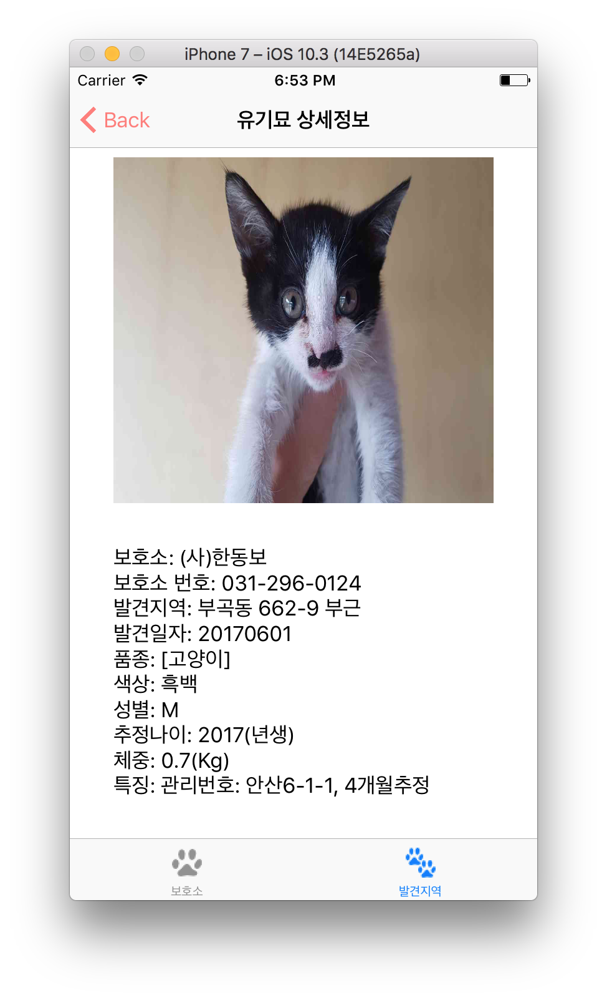 iPhone 7 – iOS 10.3 (14E5265a)
Carrier 6:53 PM
Back 유기묘 상세정보
보호소: (사)한동보
보호소 번호: 031-296-0124
발견지역: 부곡동 662-9 부근
발견일자: 20170601
품종: [고양이]
색상: 흑백
성별: M
추정나이: 2017(년생)
체중: 0.7(Kg)
특징: 관리번호: 안산6-1-1, 4개월추정
보호소 발견지역